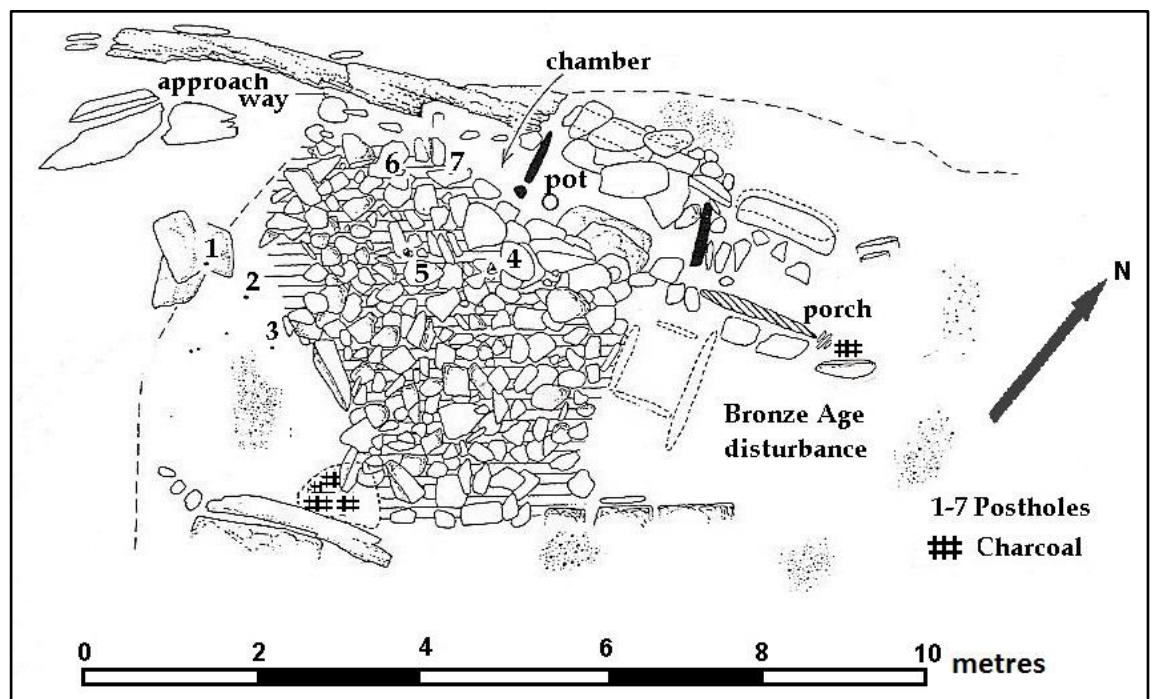 chamber
approach
way
6
7
pot
1
4
5
2
N
3
porch
Bronze Age
disturbance
1-7 Postholes
Charcoal
0 2 4 6 8 10 metres